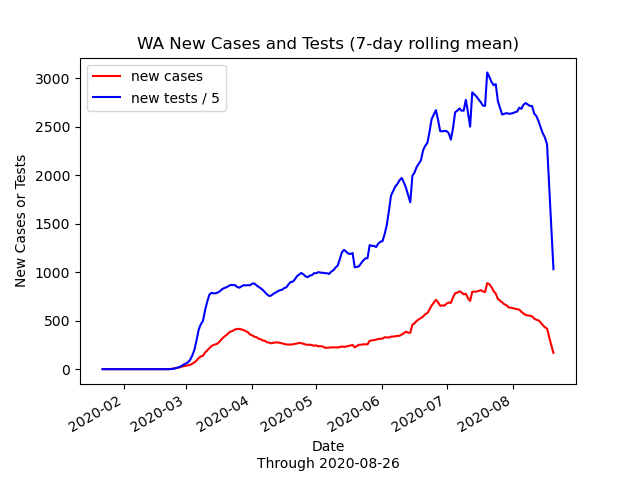 WA New Cases and Tests (7-day rolling mean)
new cases
new tests / 5
New Cases or Tests
3000
2500
2000
1500
1000
500
0
2020-02
2020-03
2020-04
2020-05
2020-06
2020-07
2020-08
Date
Through 2020-08-26